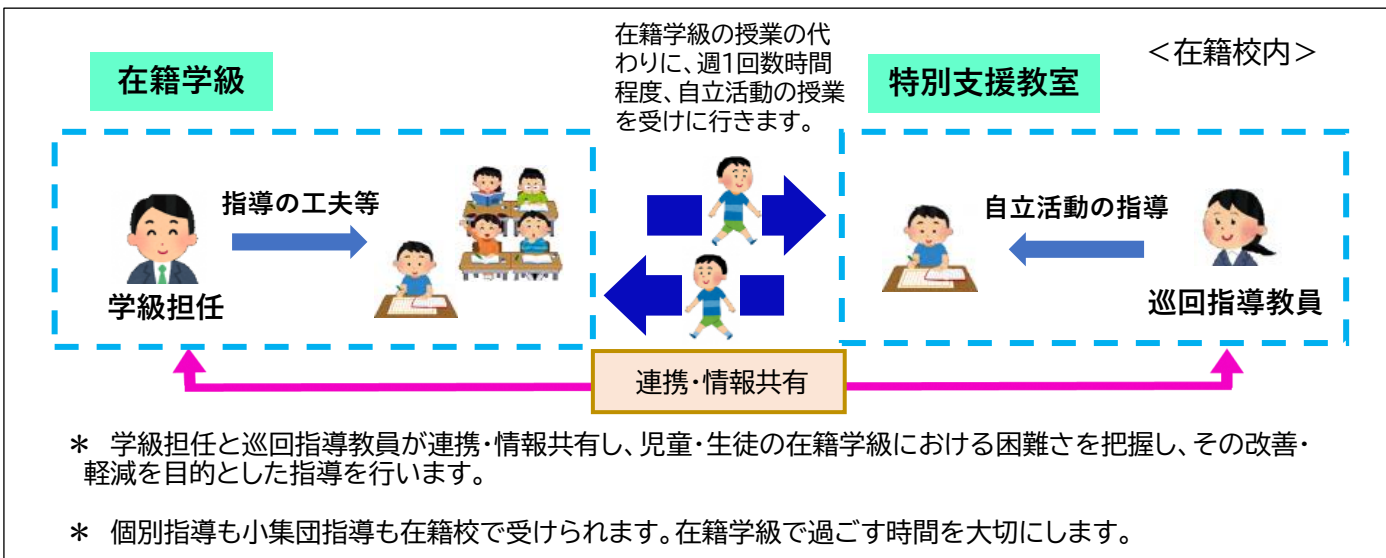 在籍学級の授業の代
わりに、週1回数時間
程度、自立活動の授業
を受けに行きます。
＜在籍校内＞
在籍学級
特別支援教室
指導の工夫等
自立活動の指導
学級担任
巡回指導教員
連携・情報共有
＊ 学級担任と巡回指導教員が連携・情報共有し、児童・生徒の在籍学級における困難さを把握し、その改善・
軽減を目的とした指導を行います。
＊ 個別指導も小集団指導も在籍校で受けられます。在籍学級で過ごす時間を大切にします。